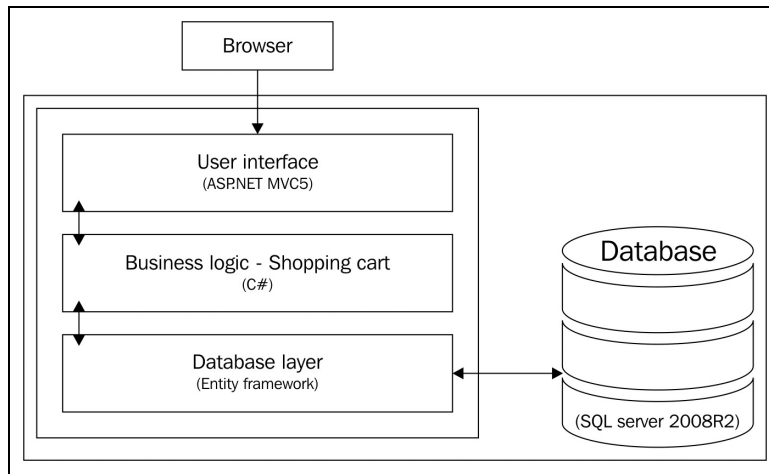 Browser
User interface
(ASP.NET MVC5)
Business logic - Shopping cart
(C#)
Database layer
(Entity framework)
Database
(SQL server 2008R2)